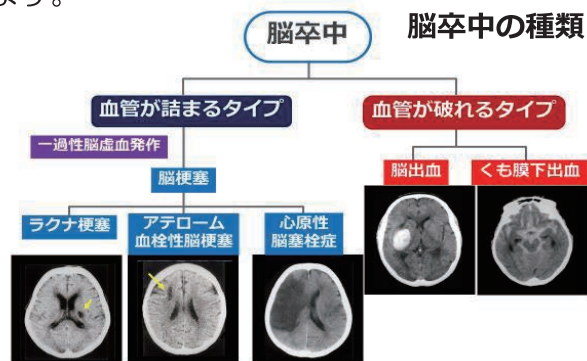 よう。
脳卒中の種類
脳卒中
血管が詰まるタイプ
血管が破れるタイプ
一過性脳虚血発作
脳梗塞
脳出血
くも膜下出血
ラクナ梗塞
アテローム
血栓性脳梗塞
心原性
脳塞栓症